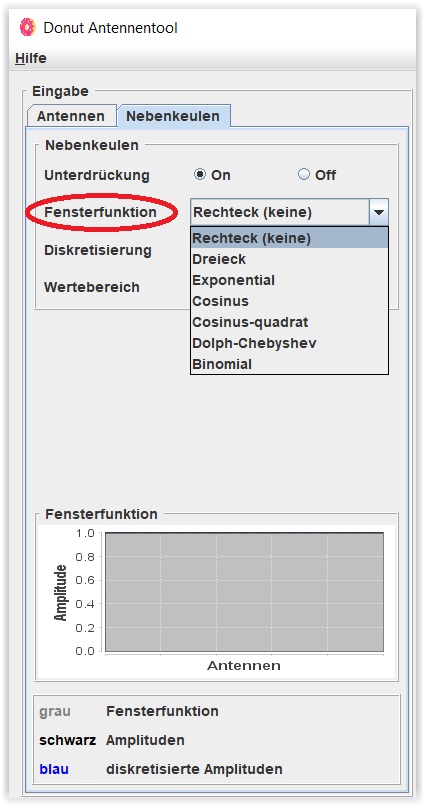 Donut Antennentool
Hilfe
Eingabe
Antennen Nebenkeulen
Nebenkeulen
Unterdrückung On Off
Fensterfunktion Rechteck (keine)
Rechteck (keine)
Diskretisierung Dreieck
Exponential
Wertebereich Cosinus
Cosinus-quadrat
Dolph-Chebyshev
Binomial
Fensterfunktion
1.0
0.8
0.6
0.4
0.2
0.0
Amplitude
Antennen
grau Fensterfunktion
schwarz Amplituden
blau diskretisierte Amplituden